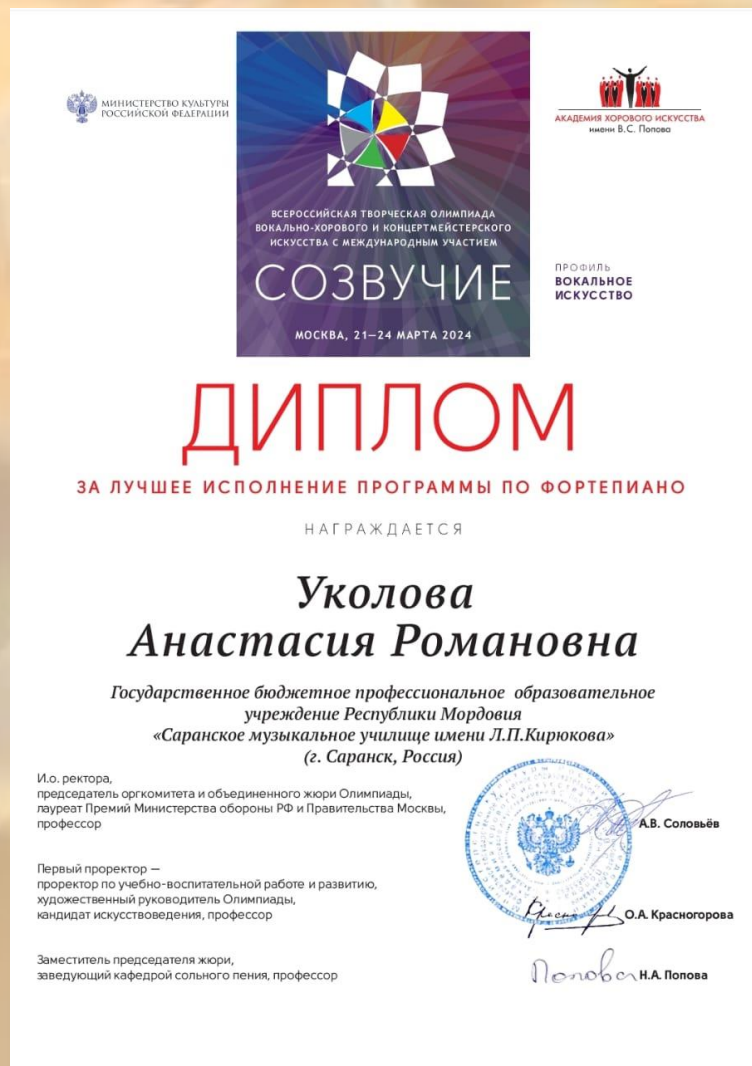 МИНИСТЕРСТВО КУЛЬТУРЫ
РОССИЙСКОЙ ФЕДЕРАЦИИ
АКАДЕМИЯ ХОРОВОГО ИСКУССТВА
имени В.С. Попова
ВСЕРОССИЙСКАЯ ТВОРЧЕСКАЯ ОЛИМПИАДА
ВОКАЛЬНО-ХОРОВОГО И КОНЦЕРТМЕЙСТЕРСКОГО
ИСКУССТВА С МЕЖДУНАРОДНЫМ УЧАСТИЕМ
СОЗВУЧИЕ
МОСКВА, 21—24 МАРТА 2024
ПРОФИЛЬ
ВОКАЛЬНОЕ
ИСКУССТВО
ДИПЛОМ
ЗА ЛУЧШЕЕ ИСПОЛНЕНИЕ ПРОГРАММЫ ПО ФОРТЕПИАНО
НАГРАЖДАЕТСЯ
Уколова
Анастасия Романовна
Государственное бюджетное профессиональное образовательное
учреждение Республики Мордовия
«Саранское музыкальное училище имени Л.П.Кирюкова»
(г. Саранск, Россия)
И.о. ректора,
председатель оргкомитета и объединенного жюри Олимпиады,
лауреат Премий Министерства обороны РФ и Правительства Москвы,
профессор
А.В. Соловьёв
Первый проректор —
проректор по учебно-воспитательной работе и развитию,
художественный руководитель Олимпиады,
кандидат искусствоведения, профессор
О.А. Красногорова
Заместитель председателя жюри,
заведующий кафедрой сольного пения, профессор
Попова
Н.А. Попова